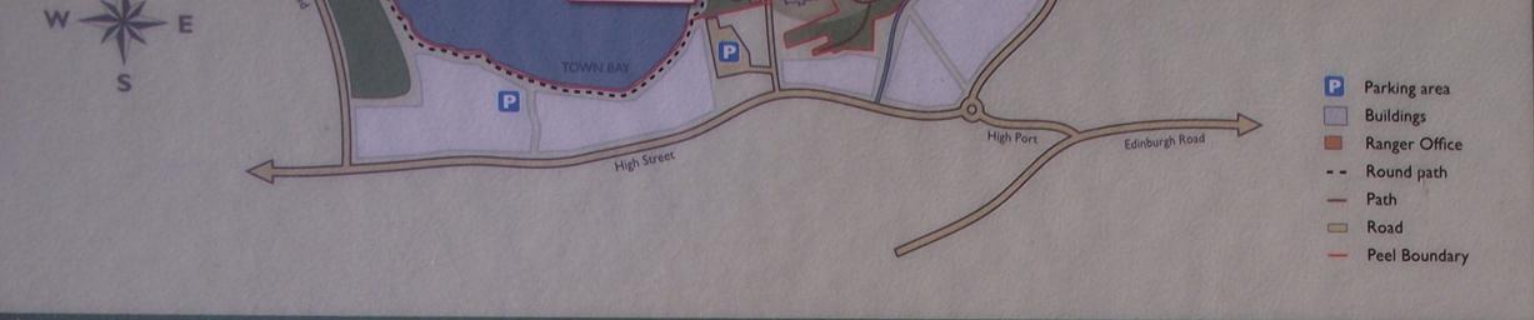 W
E
S
TOWN BAY
P
P
High Street
High Port
Edinburgh Road
P Parking area
Buildings
Ranger Office
Round path
Path
Road
Peel Boundary